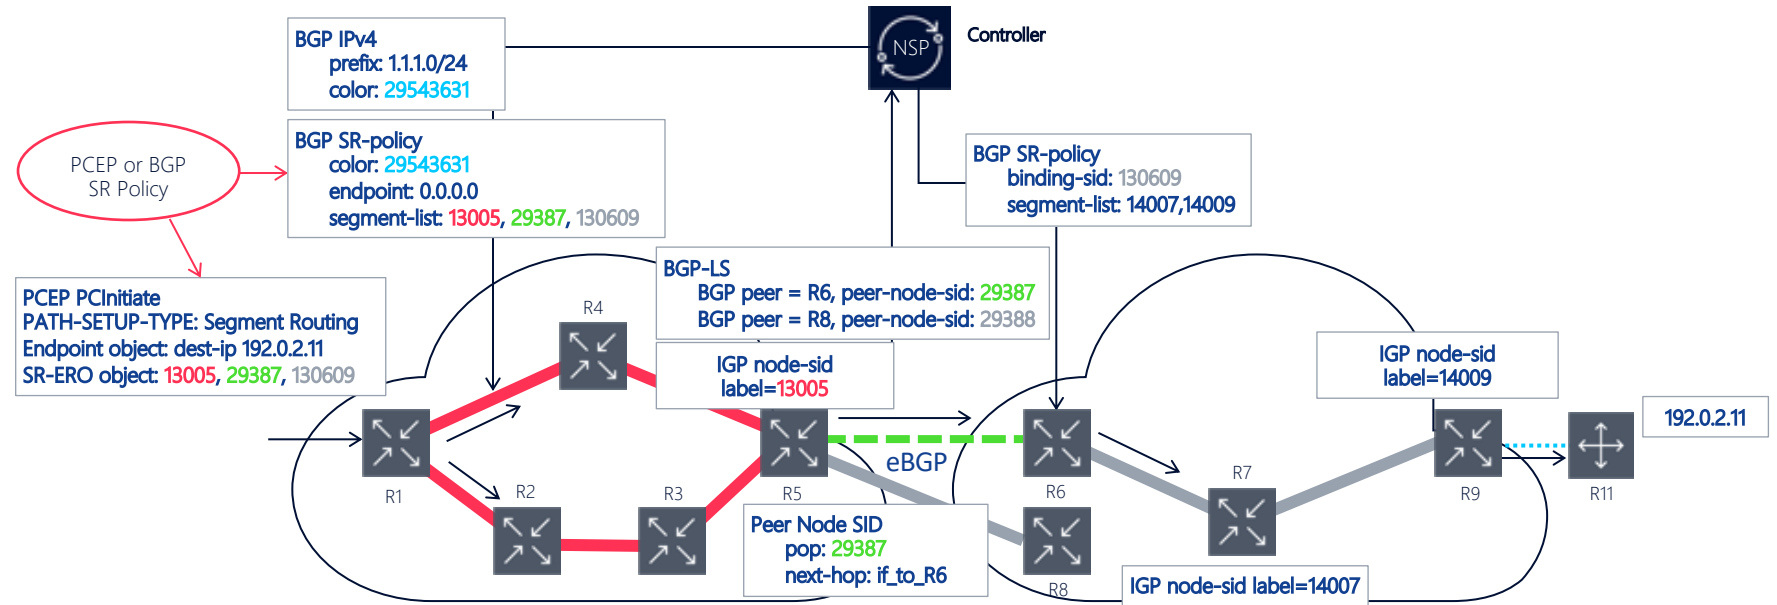 BGP IPv4
prefix: 1.1.1.0/24
color: 29543631
NSP
Controller
PCEP or BGP
SR Policy
BGP SR-policy
color: 29543631
endpoint: 0.0.0.0
segment-list: 13005, 29387, 130609
BGP SR-policy
binding-sid: 130609
segment-list: 14007,14009
PCEP PCInitiate
PATH-SETUP-TYPE: Segment Routing
Endpoint object: dest-ip 192.0.2.11
SR-ERO object: 13005, 29387, 130609
BGP-LS
BGP peer = R6, peer-node-sid: 29387
BGP peer = R8, peer-node-sid: 29388
R4
IGP node-sid
label=13005
IGP node-sid
label=14009
192.0.2.11
eBGP
R1
R2
R3
R5
R6
R7
R9
R11
Peer Node SID
pop: 29387
next-hop: if_to_R6
R8
IGP node-sid label=14007